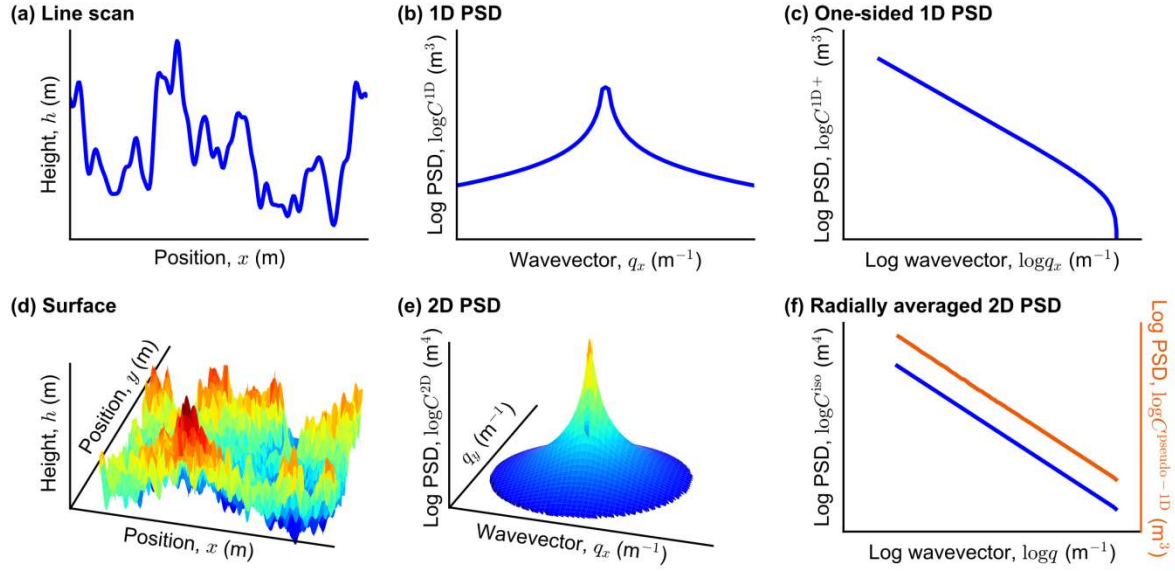 (a) Line scan
Height, h (m)
Position, x (m)
(b) 1D PSD
Log PSD, logC^1D (m^3)
Wavevector, q_x (m^−1)
(c) One-sided 1D PSD
Log PSD, logC^1D+ (m^3)
Log wavevector, logq_x (m^−1)
(d) Surface
Height, h (m)
Position, y (m)
Position, x (m)
(e) 2D PSD
Log PSD, logC^2D (m^4)
q_y (m^−1)
Wavevector, q_x (m^−1)
(f) Radially averaged 2D PSD
Log PSD, logC^iso (m^4)
Log wavevector, logq (m^−1)
Log PSD, logC^pseudo−1D (m^3)